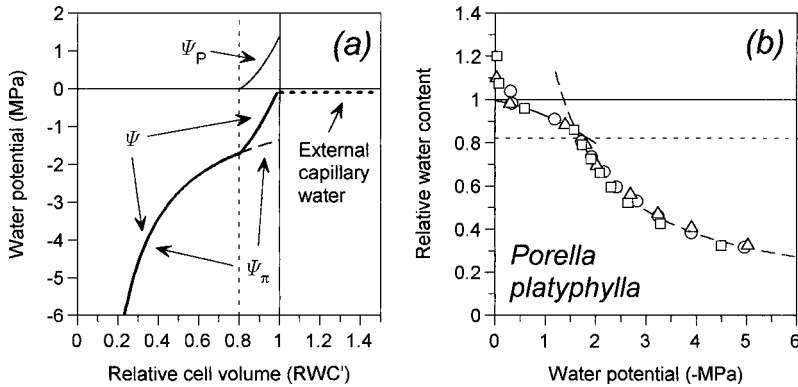 (a)
Water potential (MPa)
2
1
0
-1
-2
-3
-4
-5
-6
Ψ_P
Ψ
External
capillary
water
Ψ_π
0 0.2 0.4 0.6 0.8 1 1.2 1.4
Relative cell volume (RWC')
(b)
Relative water content
1.4
1.2
1
0.8
0.6
0.4
0.2
0
Porella
platyphylla
0 1 2 3 4 5 6
Water potential (-MPa)